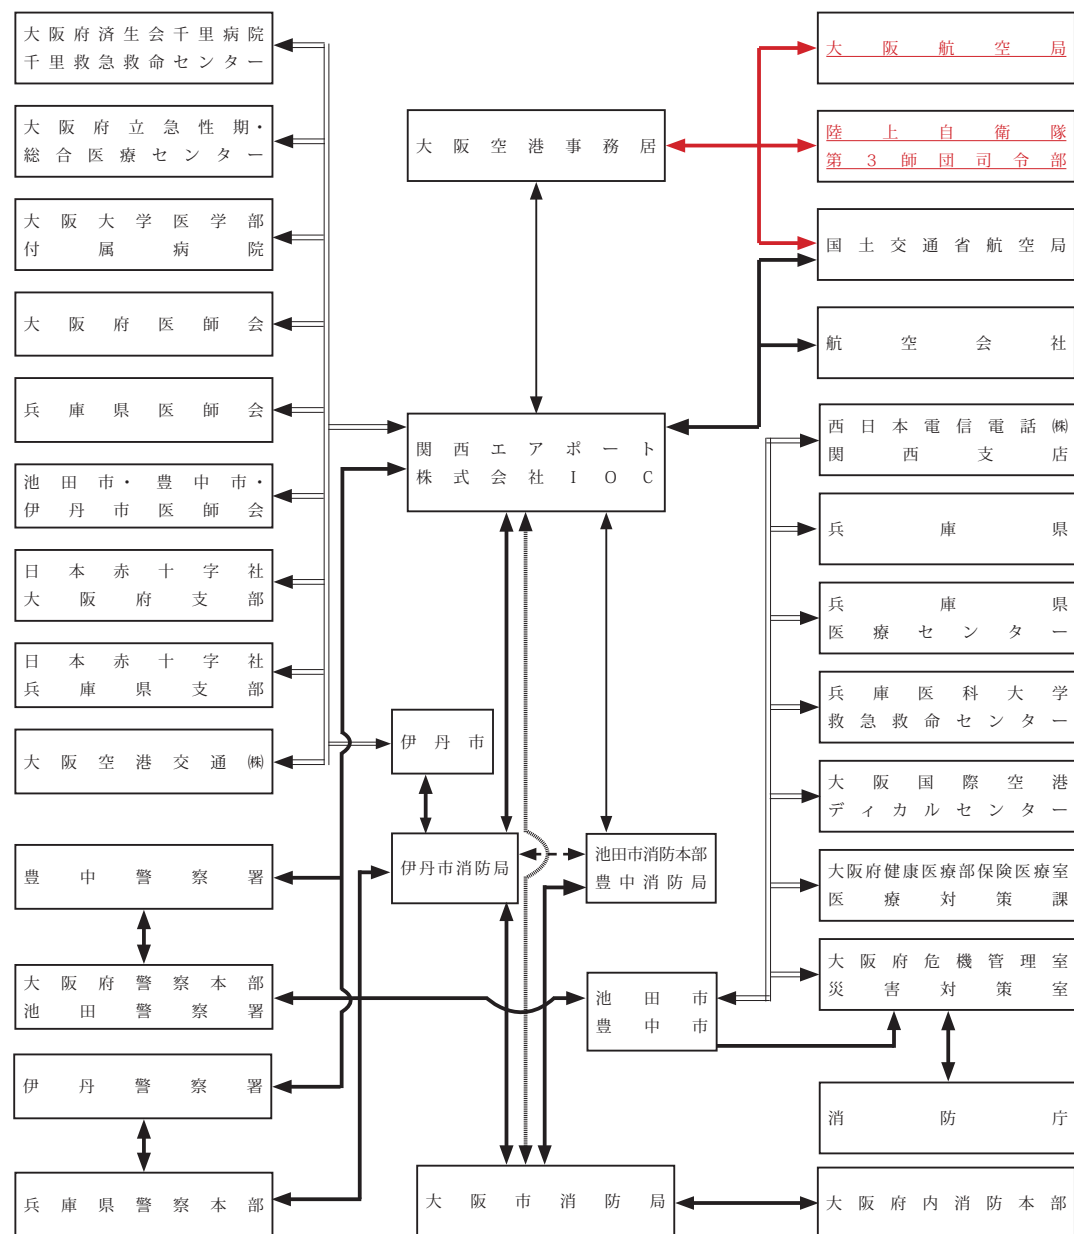 大阪府済生会千里病院
千里救急救命センター
大阪府立急性期・
総合医療センター
大阪大学医学部
付属病院
大阪府医師会
兵庫県医師会
池田市・豊中市・
伊丹市医師会
日本赤十字社
大阪府支部
日本赤十字社
兵庫県支部
大阪空港交通㈱
豊中警察署
大阪府警察本部
池田警察署
伊丹警察署
兵庫県警察本部
大阪空港事務居
関西エアポート
株式会社IOC
伊丹市
伊丹市消防局
池田市消防本部
豊中消防局
池田市
豊中市
大阪市消防局
大阪航空局
陸上自衛隊
第3師団司令部
国土交通省航空局
航空会社
西日本電信電話㈱
関西支店
兵庫県
兵庫県
医療センター
兵庫医科大学
救急救命センター
大阪国際空港
ディカルセンター
大阪府健康医療部保険医療室
医療対策課
大阪府危機管理室
災害対策室
消防庁
大阪府内消防本部